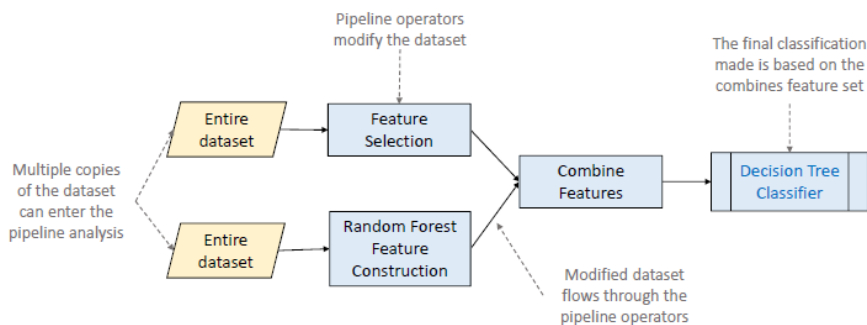 Pipeline operators
modify the dataset
The final classification
made is based on the
combines feature set
Entire
dataset
Feature
Selection
Multiple copies
of the dataset
can enter the
pipeline analysis
Combine
Features
Decision Tree
Classifier
Entire
dataset
Random Forest
Feature
Construction
Modified dataset
flows through the
pipeline operators